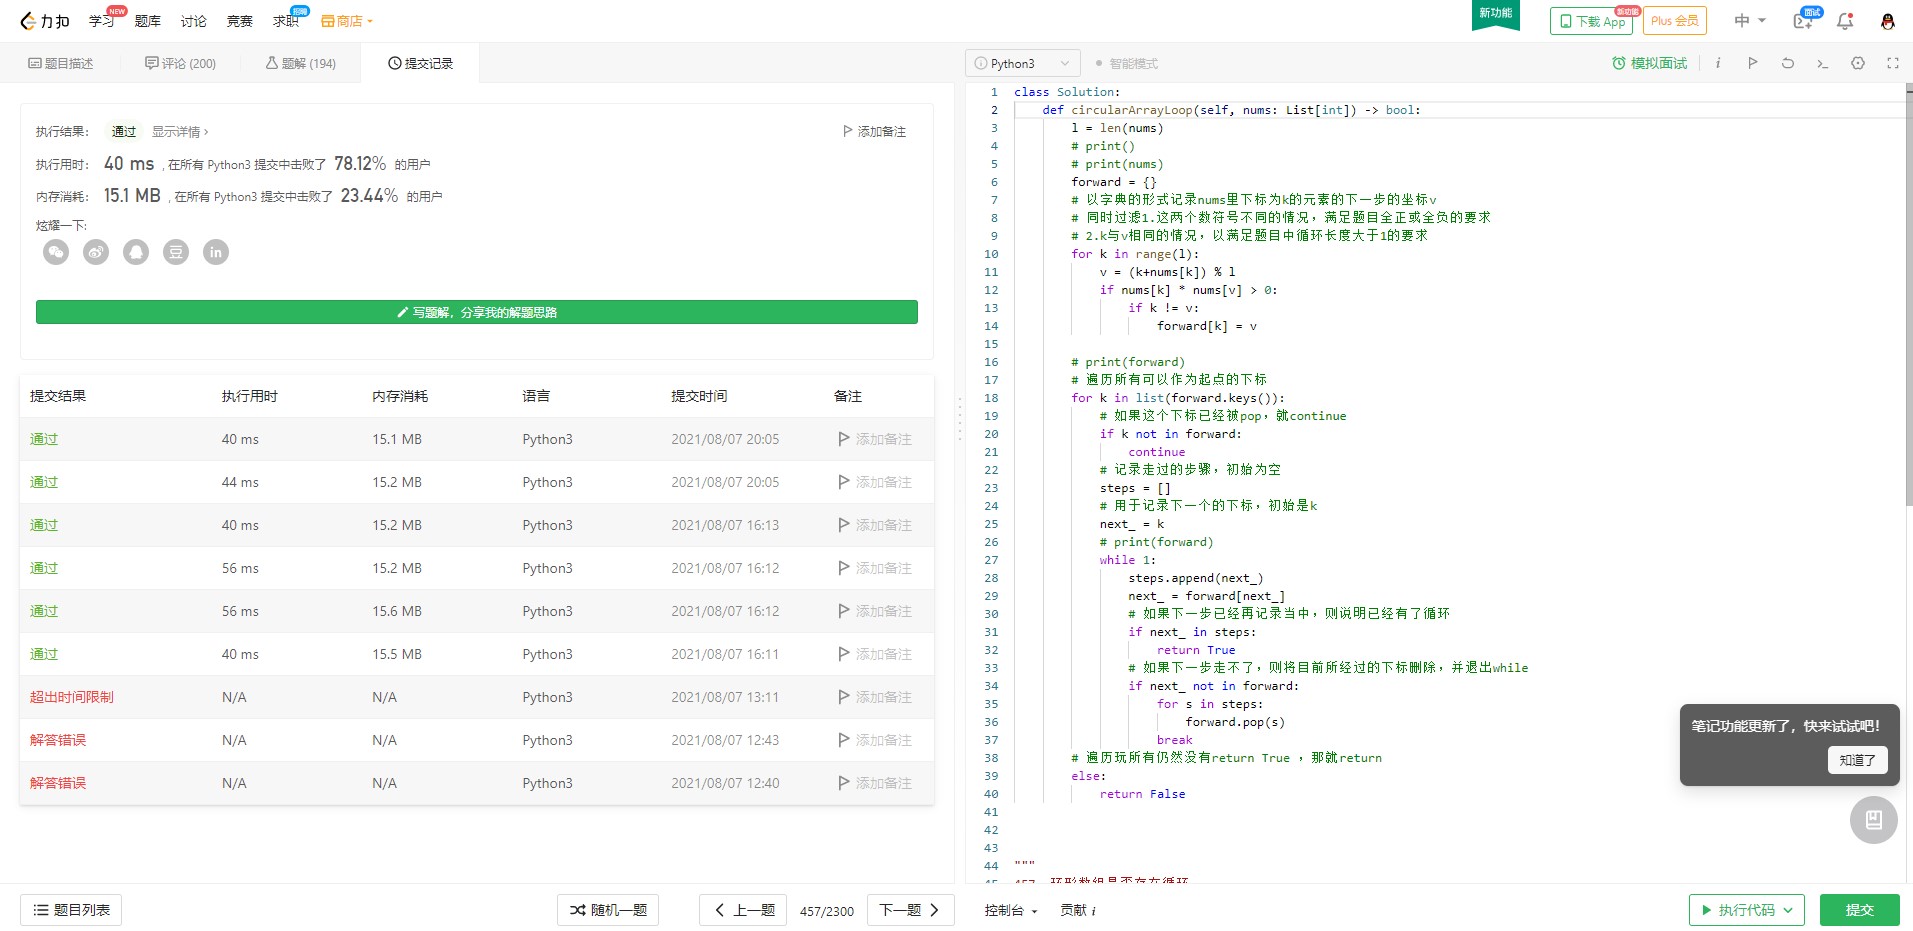 力扣 学习 NEW 题库 讨论 竞赛 求职 招聘 商店
新功能 下载 App 新功能 Plus 会员 中 面试
题目描述 评论 (200) 题解 (194) 提交记录
i Python3 智能模式 模拟面试 i
执行结果: 通过 显示详情 › 添加备注
执行用时: 40 ms , 在所有 Python3 提交中击败了 78.12% 的用户
内存消耗: 15.1 MB , 在所有 Python3 提交中击败了 23.44% 的用户
炫耀一下:
豆 in
写题解, 分享我的解题思路
提交结果 执行用时 内存消耗 语言 提交时间 备注
通过 40 ms 15.1 MB Python3 2021/08/07 20:05 添加备注
通过 44 ms 15.2 MB Python3 2021/08/07 20:05 添加备注
通过 40 ms 15.2 MB Python3 2021/08/07 16:13 添加备注
通过 56 ms 15.2 MB Python3 2021/08/07 16:12 添加备注
通过 56 ms 15.6 MB Python3 2021/08/07 16:12 添加备注
通过 40 ms 15.5 MB Python3 2021/08/07 16:11 添加备注
超出时间限制 N/A N/A Python3 2021/08/07 13:11 添加备注
解答错误 N/A N/A Python3 2021/08/07 12:43 添加备注
解答错误 N/A N/A Python3 2021/08/07 12:40 添加备注
1 class Solution:
2     def circularArrayLoop(self, nums: List[int]) -> bool:
3         l = len(nums)
4         # print()
5         # print(nums)
6         forward = {}
7         # 以字典的形式记录nums里下标为k的元素的下一步的坐标v
8         # 同时过滤1.这两个数符号不同的情况，满足题目全正或全负的要求
9         # 2.k与v相同的情况，以满足题目中循环长度大于1的要求
10         for k in range(l):
11             v = (k+nums[k]) % l
12             if nums[k] * nums[v] > 0:
13                 if k != v:
14                     forward[k] = v
15
16         # print(forward)
17         # 遍历所有可以作为起点的下标
18         for k in list(forward.keys()):
19             # 如果这个下标已经被pop，就continue
20             if k not in forward:
21                 continue
22             # 记录走过的步骤，初始为空
23             steps = []
24             # 用于记录下一个的下标，初始是k
25             next_ = k
26             # print(forward)
27             while 1:
28                 steps.append(next_)
29                 next_ = forward[next_]
30                 # 如果下一步已经再记录当中，则说明已经有了循环
31                 if next_ in steps:
32                     return True
33                 # 如果下一步走不了，则将目前所经过的下标删除，并退出while
34                 if next_ not in forward:
35                     for s in steps:
36                         forward.pop(s)
37                     break
38         # 遍历玩所有仍然没有return True ，那就return
39         else:
40             return False
41
42
43
44 """
45 457. 环形数组是否存在循环
笔记功能更新了, 快来试试吧!
知道了
题目列表 随机一题 上一题 457/2300 下一题 控制台 贡献 i 执行代码 提交